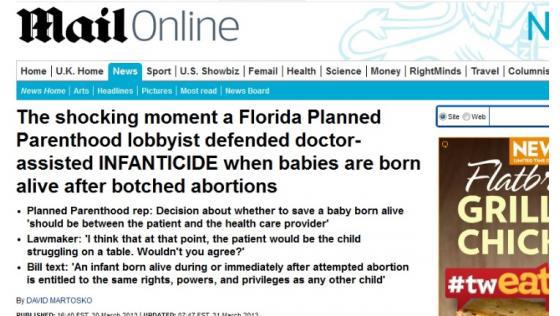 Mail Online
Home | U.K. Home | News | Sport | U.S. Showbiz | Femail | Health | Science | Money | RightMinds | Travel | Columnis
News Home | Arts | Headlines | Pictures | Most read | News Board
The shocking moment a Florida Planned
Parenthood lobbyist defended doctor-
assisted INFANTICIDE when babies are born
alive after botched abortions
• Planned Parenthood rep: Decision about whether to save a baby born alive
'should be between the patient and the health care provider'
• Lawmaker: 'I think that at that point, the patient would be the child
struggling on a table. Wouldn't you agree?'
• Bill text: 'An infant born alive during or immediately after attempted abortion
is entitled to the same rights, powers, and privileges as any other child'
By DAVID MARTOSKO
PUBLISHED: 16:40 EST, 30 March 2013 | UPDATED: 07:47 EST, 31 March 2013
N
Site Web
NEW
LIMITED TIME O
Flatbr
GRILL
CHICK
#tweat